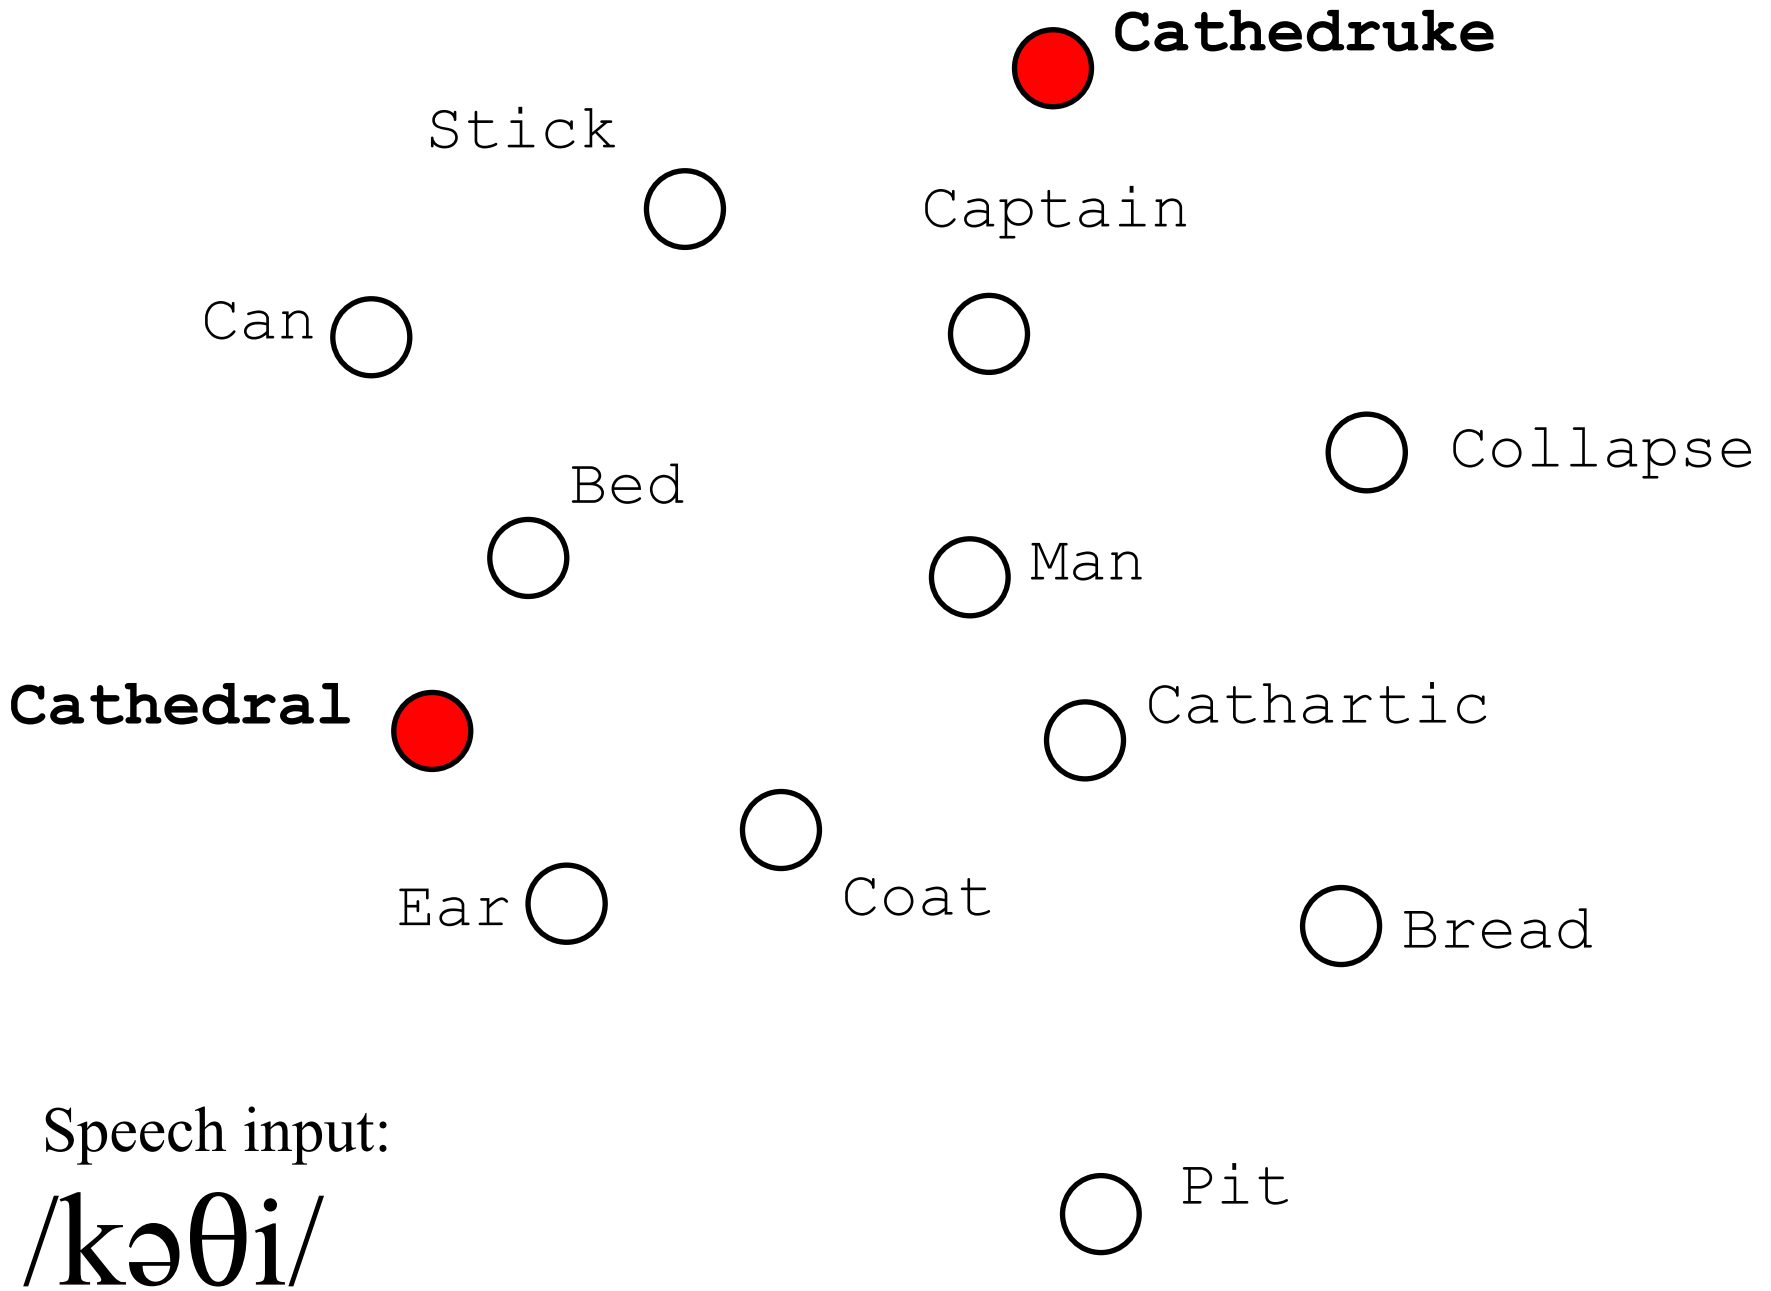 Cathedruke
Stick
Captain
Can
Collapse
Bed
Man
Cathedral
Cathartic
Ear
Coat
Bread
Speech input:
Pit
/kəθi/